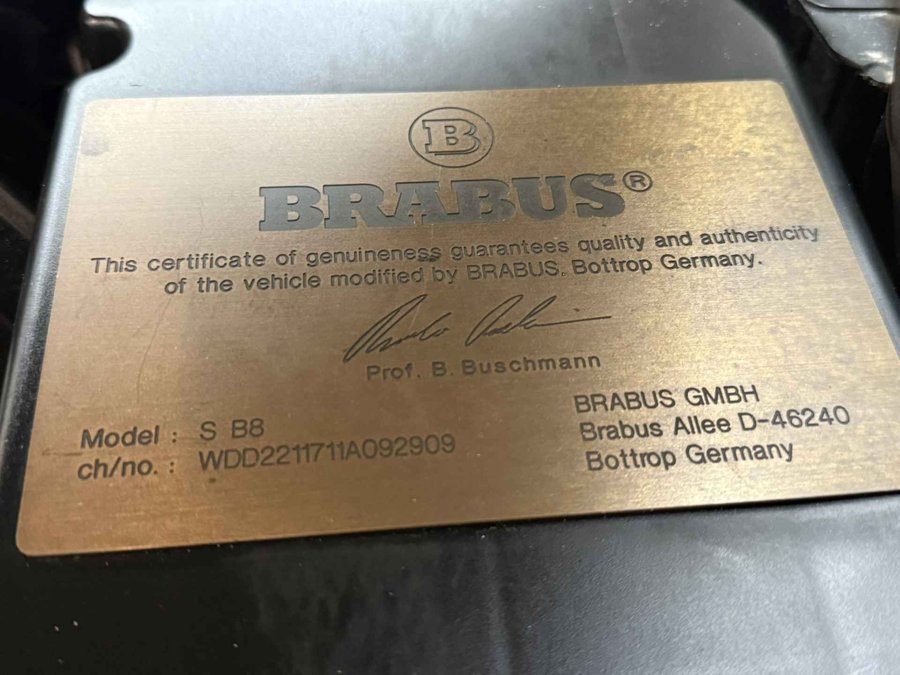 B
BRABUS®
This certificate of genuineness guarantees quality and authenticity
of the vehicle modified by BRABUS. Bottrop Germany.
Prof. B. Buschmann
Model : S B8
ch/no. : WDD2211711A092909
BRABUS GMBH
Brabus Allee D-46240
Bottrop Germany